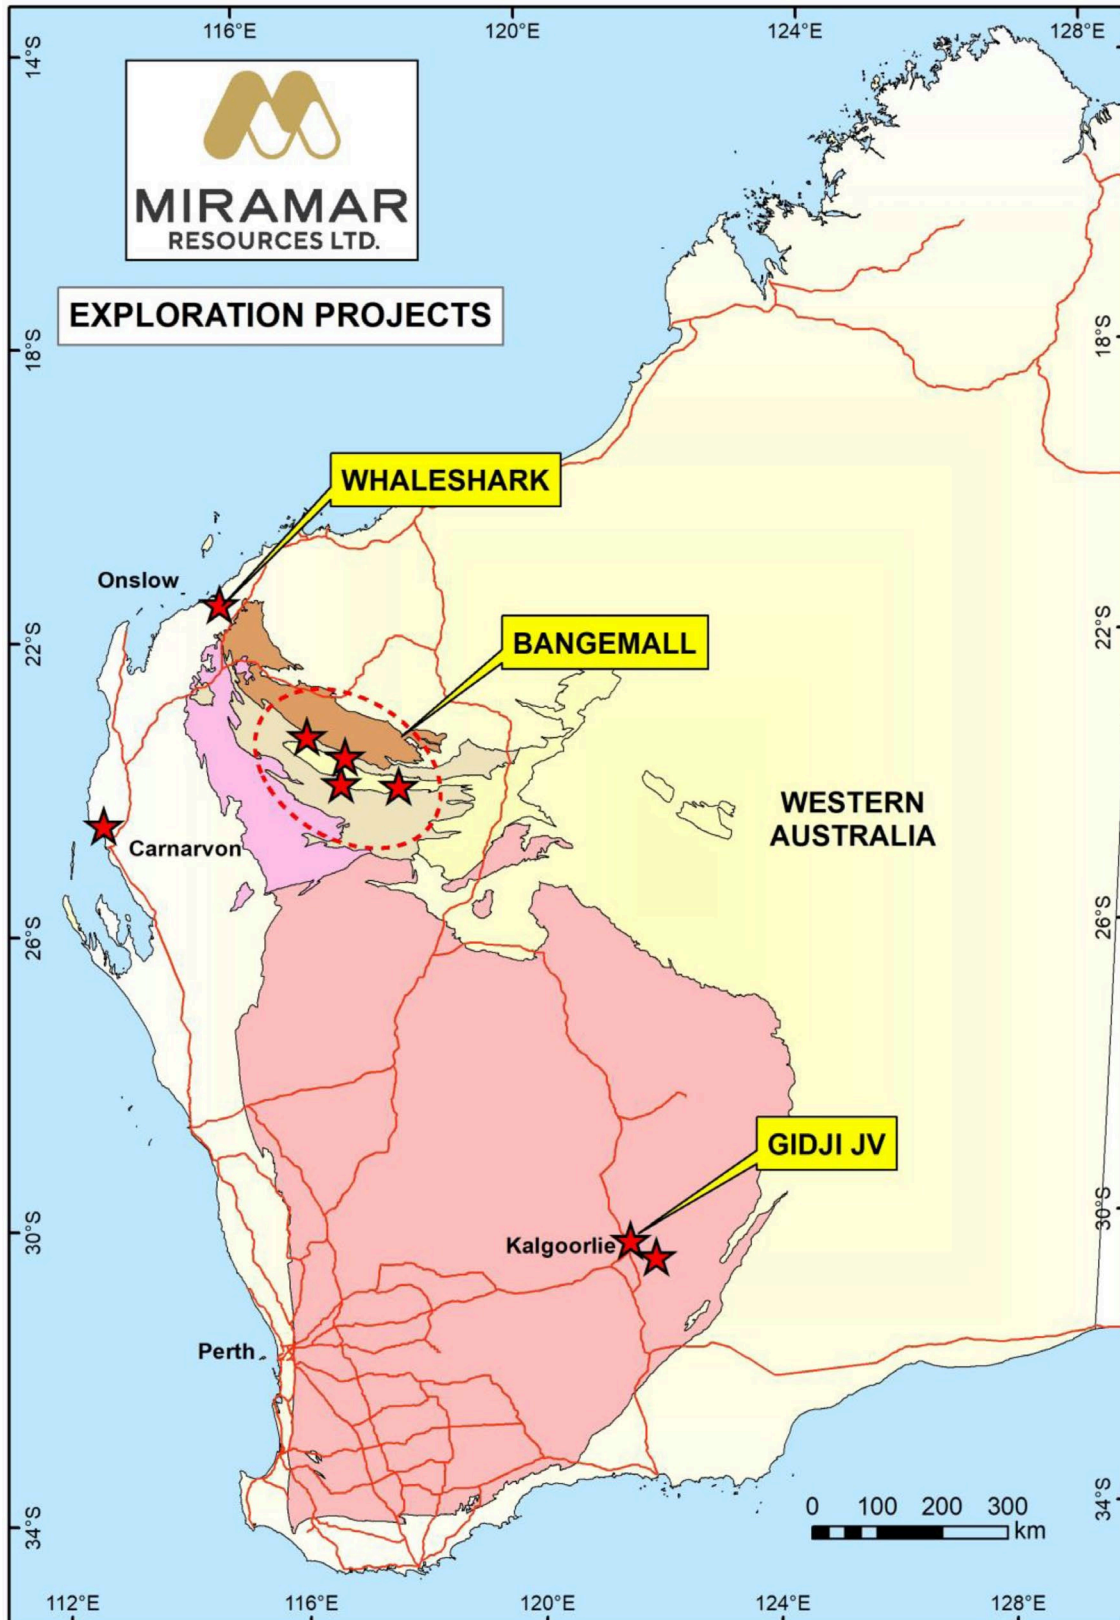 116°E
120°E
124°E
128°E
14°S
MIRAMAR
RESOURCES LTD.
EXPLORATION PROJECTS
18°S
18°S
WHALESHARK
Onslow
22°S
22°S
BANGEMALL
WESTERN
AUSTRALIA
Carnarvon
26°S
26°S
GIDJI JV
30°S
30°S
Kalgoorlie
Perth
34°S
34°S
0 100 200 300
km
112°E
116°E
120°E
124°E
128°E